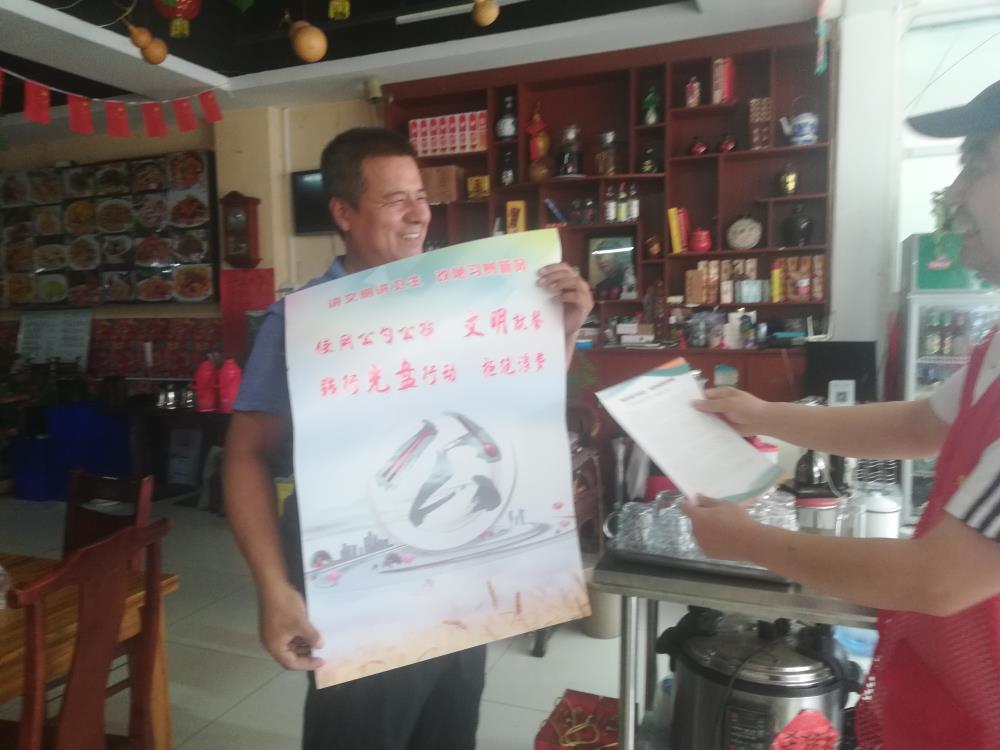 讲文明讲卫生 改陋习树新风
使用公勺公筷 文明就餐
践行光盘行动 拒绝浪费
公